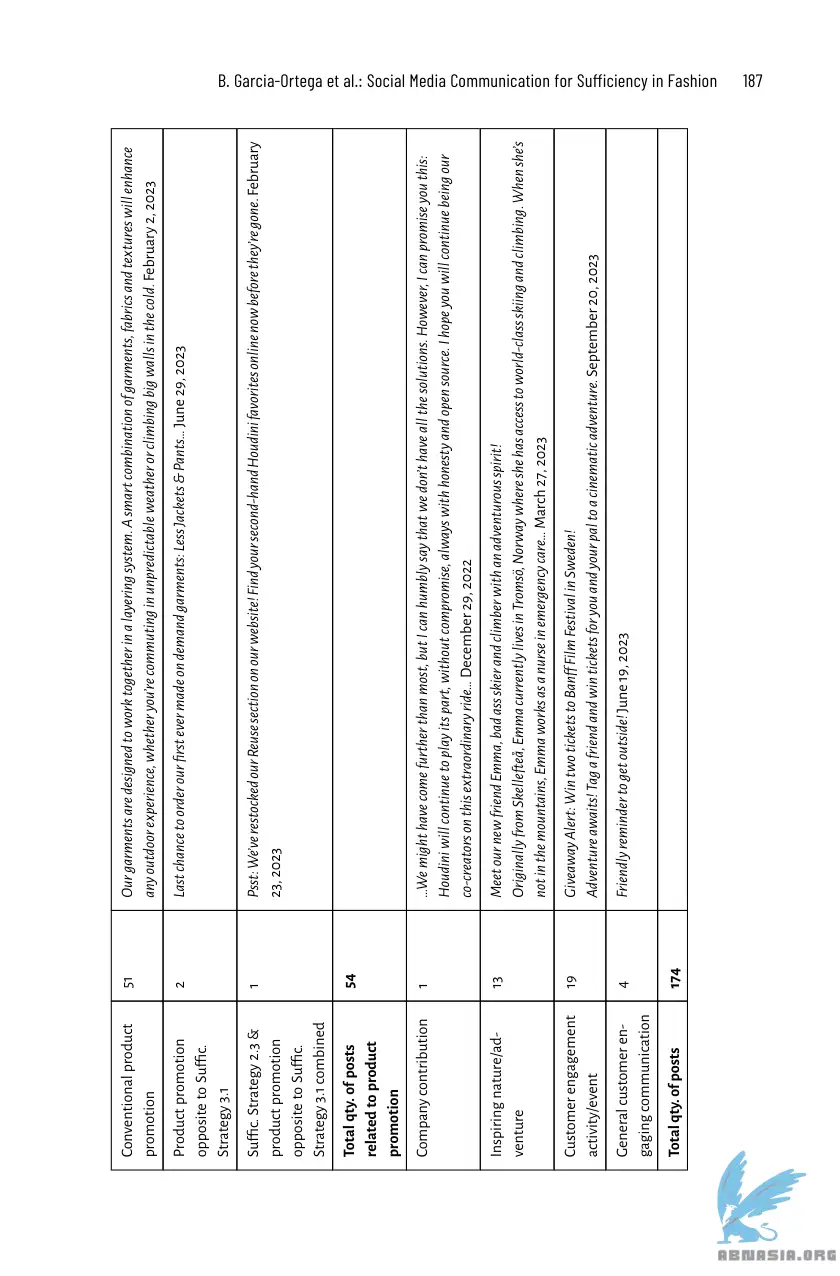 B. Garcia-Ortega et al.: Social Media Communication for Sufficiency in Fashion 187
Conventional product
promotion
51
Our garments are designed to work together in a layering system. A smart combination of garments, fabrics and textures will enhance
any outdoor experience, whether you're commuting in unpredictable weather or climbing big walls in the cold. February 2, 2023
Product promotion
opposite to Suffic.
Strategy 3.1
2
Last chance to order our first ever made on demand garments: Less Jackets & Pants... June 29, 2023
Suffic. Strategy 2.3 &
product promotion
opposite to Suffic.
Strategy 3.1 combined
1
Psst: We've restocked our Reuse section on our website! Find your second-hand Houdini favorites online now before they're gone. February
23, 2023
Total qty. of posts
related to product
promotion
54
Company contribution
1
...We might have come further than most, but I can humbly say that we don't have all the solutions. However, I can promise you this:
Houdini will continue to play its part, without compromise, always with honesty and open source. I hope you will continue being our
co-creators on this extraordinary ride... December 29, 2022
Inspiring nature/ad-
venture
13
Meet our new friend Emma, bad ass skier and climber with an adventurous spirit!
Originally from Skellefteå, Emma currently lives in Tromsö, Norway where she has access to world-class skiing and climbing. When she's
not in the mountains, Emma works as a nurse in emergency care... March 27, 2023
Customer engagement
activity/event
19
Giveaway Alert: Win two tickets to Banff Film Festival in Sweden!
Adventure awaits! Tag a friend and win tickets for you and your pal to a cinematic adventure. September 20, 2023
General customer en-
gaging communication
4
Friendly reminder to get outside! June 19, 2023
Total qty. of posts
174
ABNASIA.ORG